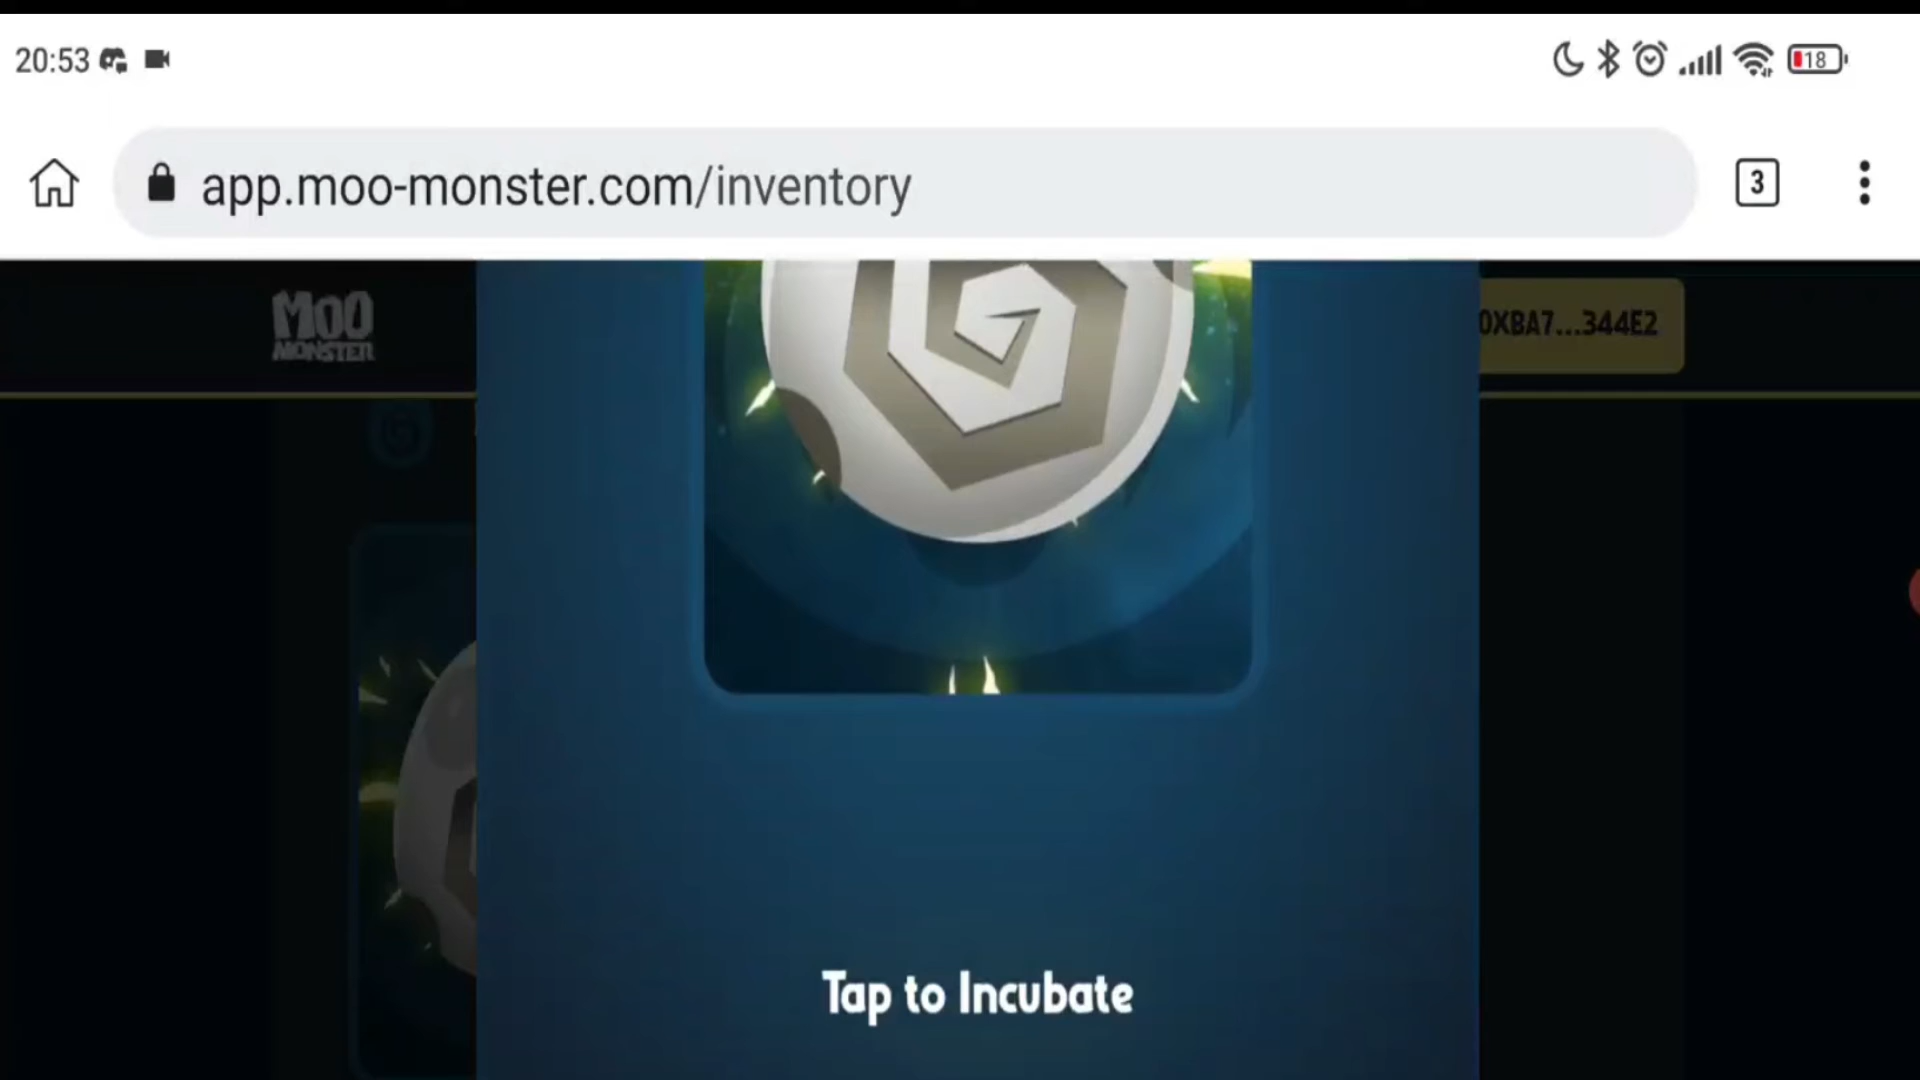 20:53
18
app.moo-monster.com/inventory
3
MOO
MONSTER
0XBA7...344E2
Tap to Incubate